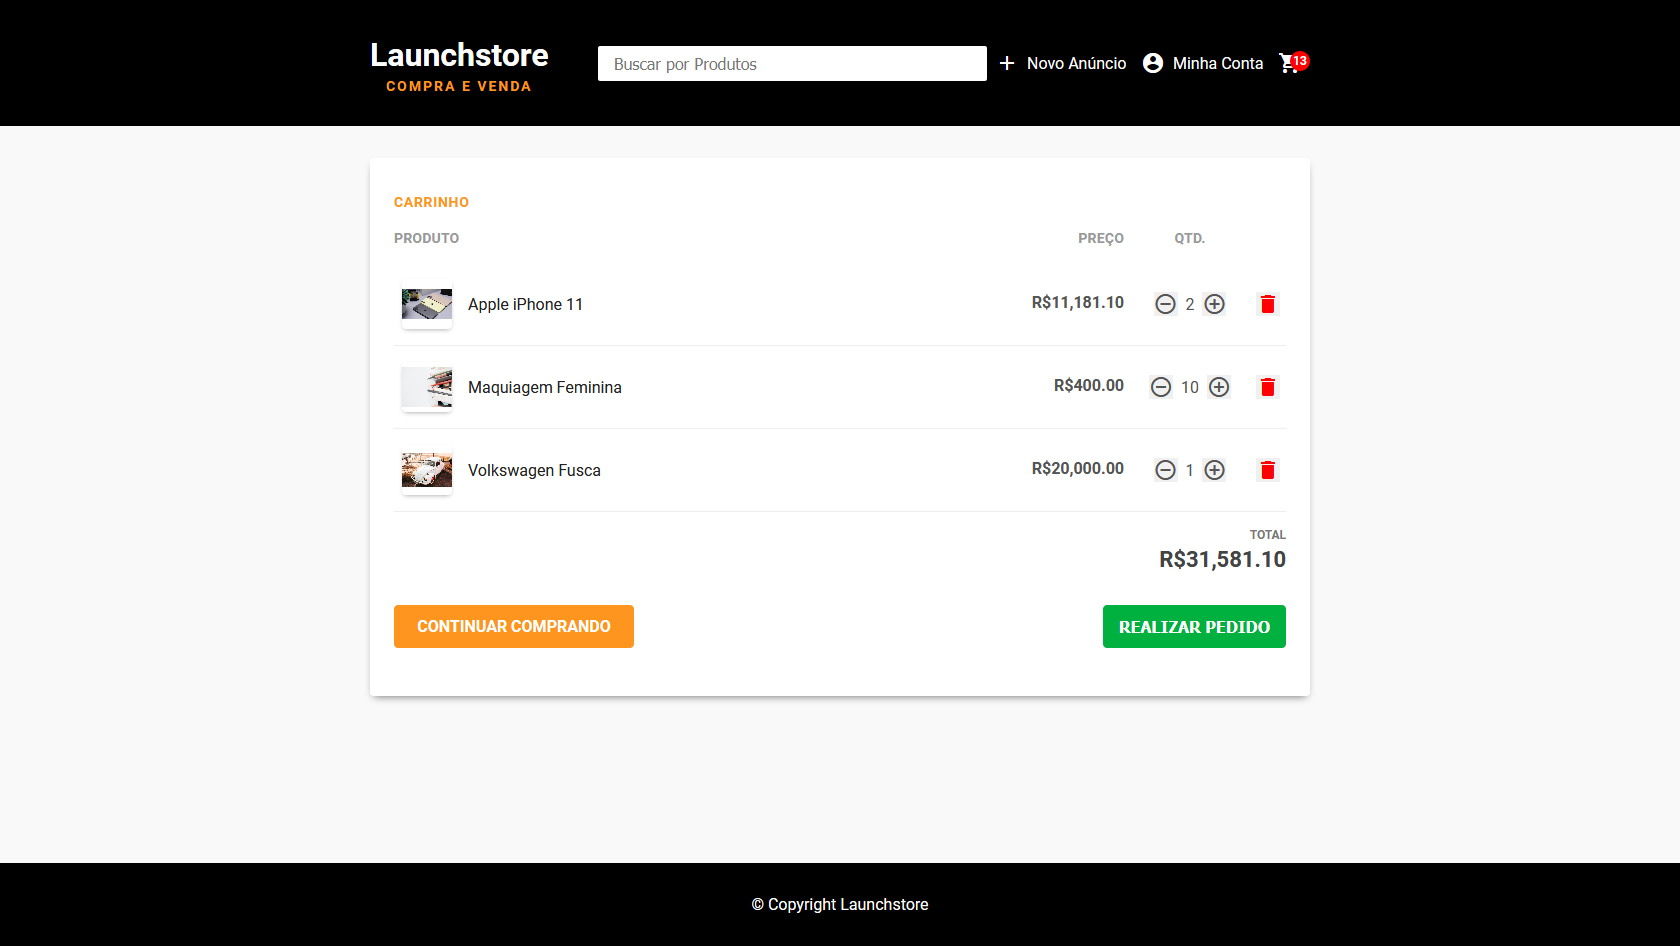 Launchstore
COMPRA E VENDA
Buscar por Produtos
Novo Anúncio
Minha Conta
13
CARRINHO
PRODUTO PREÇO QTD.
Apple iPhone 11 R$11,181.10 2
Maquiagem Feminina R$400.00 10
Volkswagen Fusca R$20,000.00 1
TOTAL
R$31,581.10
CONTINUAR COMPRANDO REALIZAR PEDIDO
© Copyright Launchstore